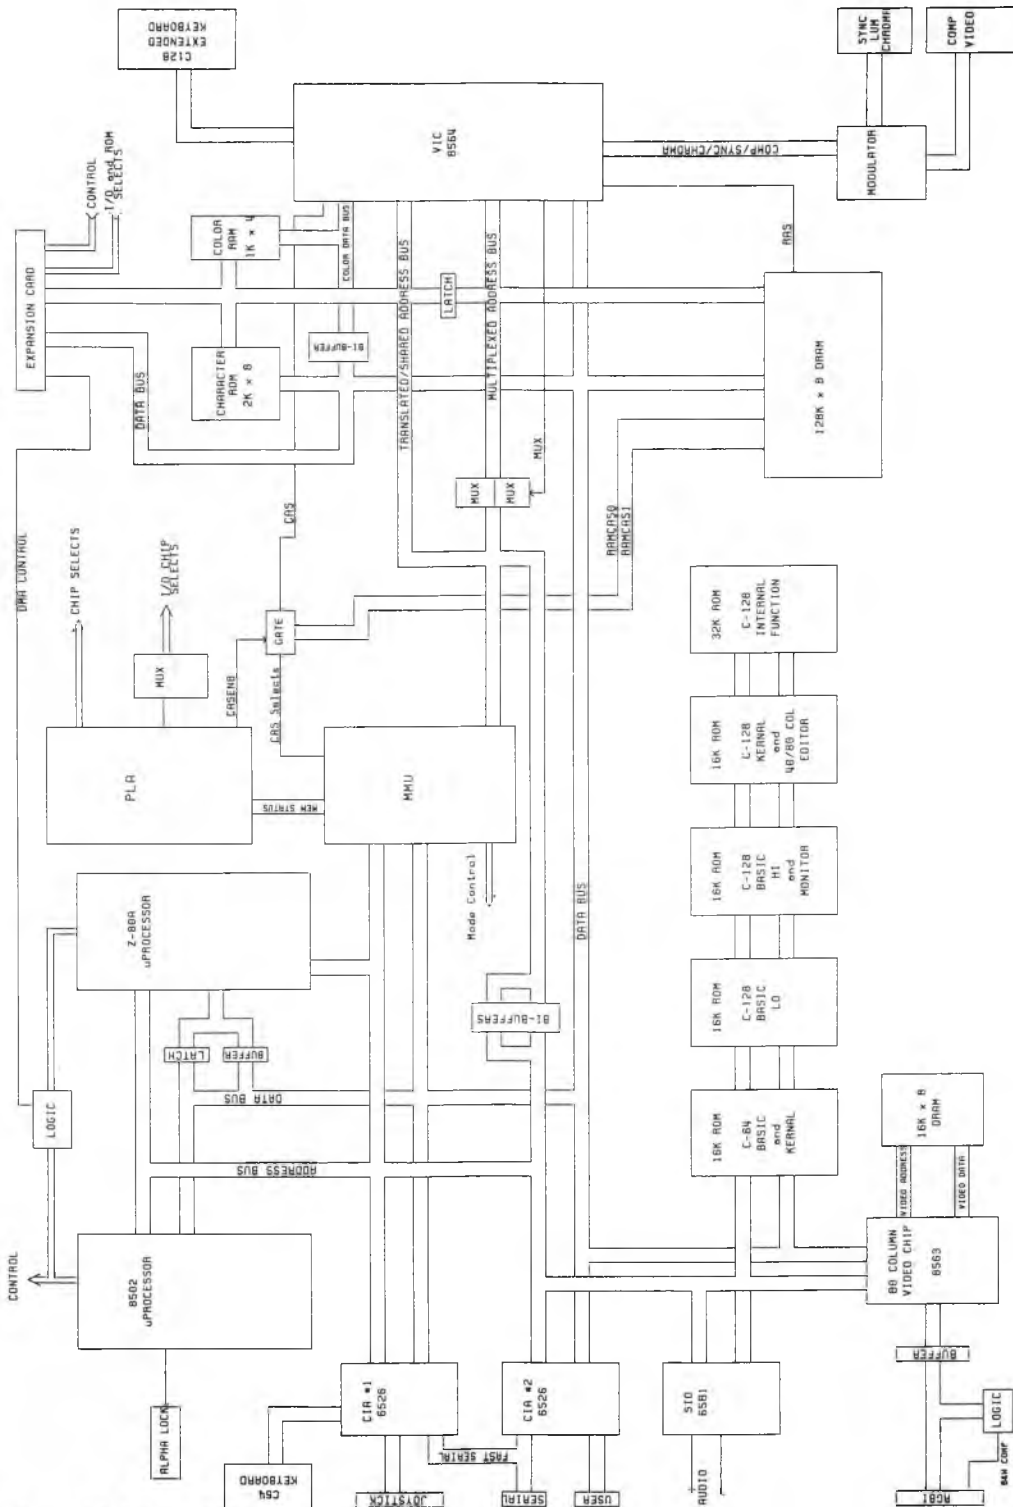 C128
EXTENDED
KEYBOARD
SYNC
LUM
CHROMA
COMP
VIDEO
VIC
8564
COMP/SYNC/CHROMA
MODULATOR
RAS
EXPANSION CARD
CONTROL
I/O and ROM
SELECTS
COLOR
RAM
1K x 4
COLOR DATA BUS
BI-BUFFER
CHARACTER
ROM
2K x 8
DATA BUS
TRANSLATED/SHARED ADDRESS BUS
LATCH
MULTIPLEXED ADDRESS BUS
MUX
MUX
MUX
128K x 8 DRAM
RAMCAS0
RAMCAS1
CAS
DMA CONTROL
CHIP SELECTS
I/O CHIP
SELECTS
MUX
GATE
CASENB
CAS Selects
PLA
MEM STATUS
MMU
Mode Control
DATA BUS
32K ROM
C-128
INTERNAL
FUNCTION
16K ROM
C-128
KERNAL
and
40/80 COL
EDITOR
16K ROM
C-128
BASIC
HI
and
MONITOR
16K ROM
C-128
BASIC
LO
16K ROM
C-64
BASIC
and
KERNAL
Z-80A
uPROCESSOR
LATCH
BUFFER
DATA BUS
BI-BUFFERS
ADDRESS
BUS
LOGIC
CONTROL
8502
uPROCESSOR
ALPHA LOCK
CIA #1
6526
C64
KEYBOARD
JOYSTICK
FAST SERIAL
CIA #2
6526
SERIAL
USER
SID
6581
AUDIO
16K x 8
DRAM
VIDEO ADDRESS
VIDEO DATA
80 COLUMN
VIDEO CHIP
8563
BUFFER
LOGIC
B&W COMP
RGBI